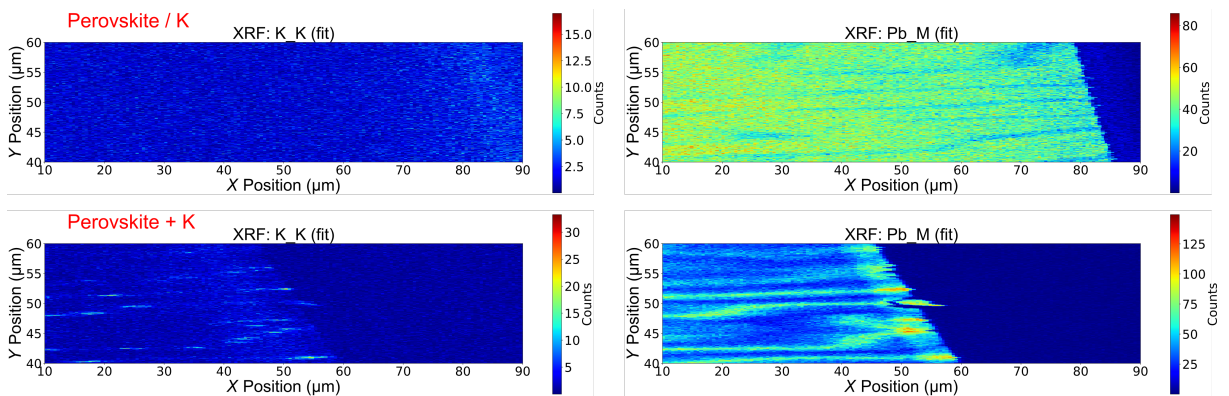 Perovskite / K
XRF: K_K (fit)
60
55
50
45
40
Y Position (μm)
10 20 30 40 50 60 70 80 90
X Position (μm)
15.0
12.5
10.0
7.5
5.0
2.5
Counts
XRF: Pb_M (fit)
60
55
50
45
40
Y Position (μm)
10 20 30 40 50 60 70 80 90
X Position (μm)
80
60
40
20
Counts
Perovskite + K
XRF: K_K (fit)
60
55
50
45
40
Y Position (μm)
10 20 30 40 50 60 70 80 90
X Position (μm)
30
25
20
15
10
5
Counts
XRF: Pb_M (fit)
60
55
50
45
40
Y Position (μm)
10 20 30 40 50 60 70 80 90
X Position (μm)
125
100
75
50
25
Counts